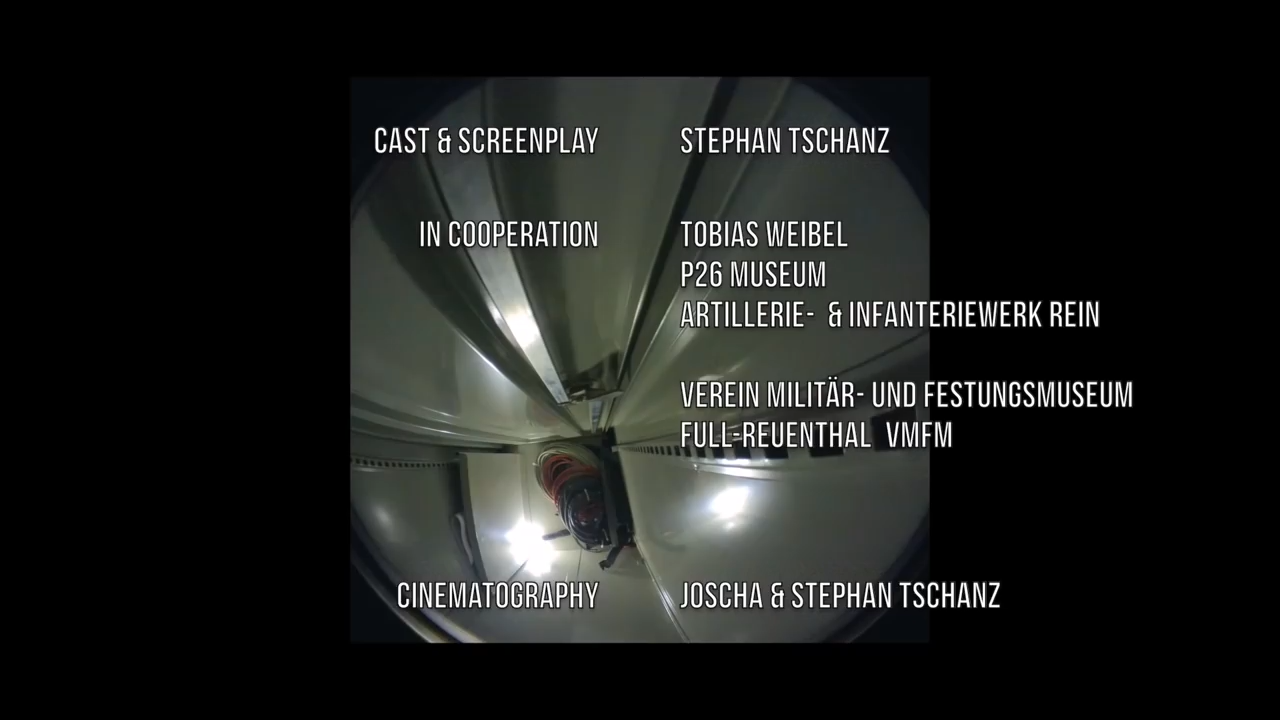 CAST & SCREENPLAY STEPHAN TSCHANZ
IN COOPERATION TOBIAS WEIBEL
P26 MUSEUM
ARTILLERIE- & INFANTERIEWERK REIN
VEREIN MILITÄR- UND FESTUNGSMUSEUM
FULL-REUENTHAL VMFM
CINEMATOGRAPHY JOSCHA & STEPHAN TSCHANZ